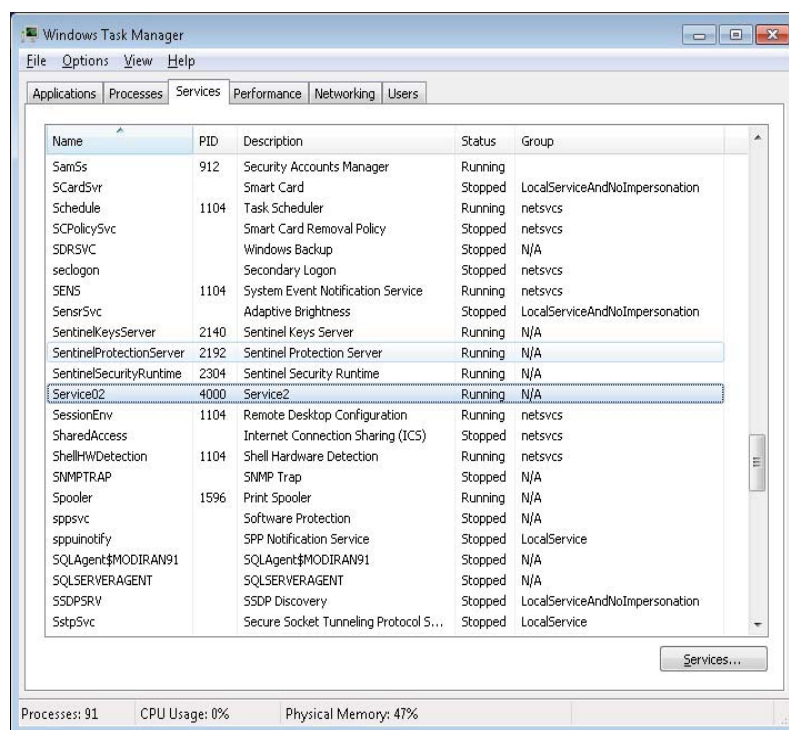 Windows Task Manager
File Options View Help
Applications Processes Services Performance Networking Users
Name PID Description Status Group
SamSs 912 Security Accounts Manager Running
SCardSvr Smart Card Stopped LocalServiceAndNoImpersonation
Schedule 1104 Task Scheduler Running netsvcs
SCPolicySvc Smart Card Removal Policy Stopped netsvcs
SDRSVC Windows Backup Stopped N/A
seclogon Secondary Logon Stopped netsvcs
SENS 1104 System Event Notification Service Running netsvcs
SensrSvc Adaptive Brightness Stopped LocalServiceAndNoImpersonation
SentinelKeysServer 2140 Sentinel Keys Server Running N/A
SentinelProtectionServer 2192 Sentinel Protection Server Running N/A
SentinelSecurityRuntime 2304 Sentinel Security Runtime Running N/A
Service02 4000 Service2 Running N/A
SessionEnv 1104 Remote Desktop Configuration Running netsvcs
SharedAccess Internet Connection Sharing (ICS) Stopped netsvcs
ShellHWDetection 1104 Shell Hardware Detection Running netsvcs
SNMPTRAP SNMP Trap Stopped N/A
Spooler 1596 Print Spooler Running N/A
sppsvc Software Protection Stopped N/A
sppuinotify SPP Notification Service Stopped LocalService
SQLAgent$MODIRAN91 SQLAgent$MODIRAN91 Stopped N/A
SQLSERVERAGENT SQLSERVERAGENT Stopped N/A
SSDPSRV SSDP Discovery Stopped LocalServiceAndNoImpersonation
SstpSvc Secure Socket Tunneling Protocol S... Stopped LocalService
Services...
Processes: 91 CPU Usage: 0% Physical Memory: 47%